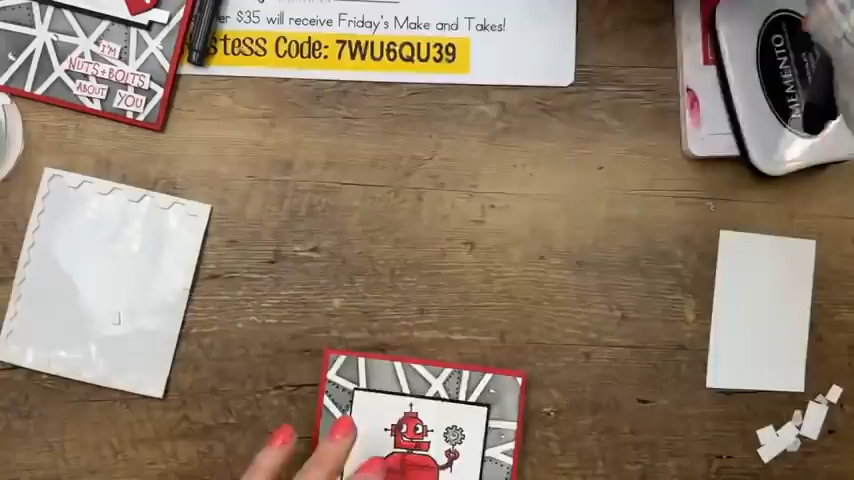 er $35 will receive Friday's Make and Takes!
stess Code: 7WU6QU39
I'M
NUTS+BOLTS
ABOUT
YOU
MEMENTO